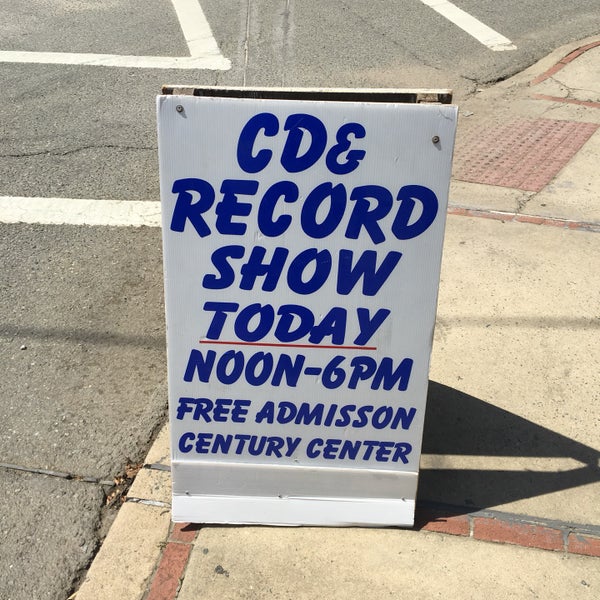 CD&
RECORD
SHOW
TODAY
NOON-6PM
FREE ADMISSON
CENTURY CENTER